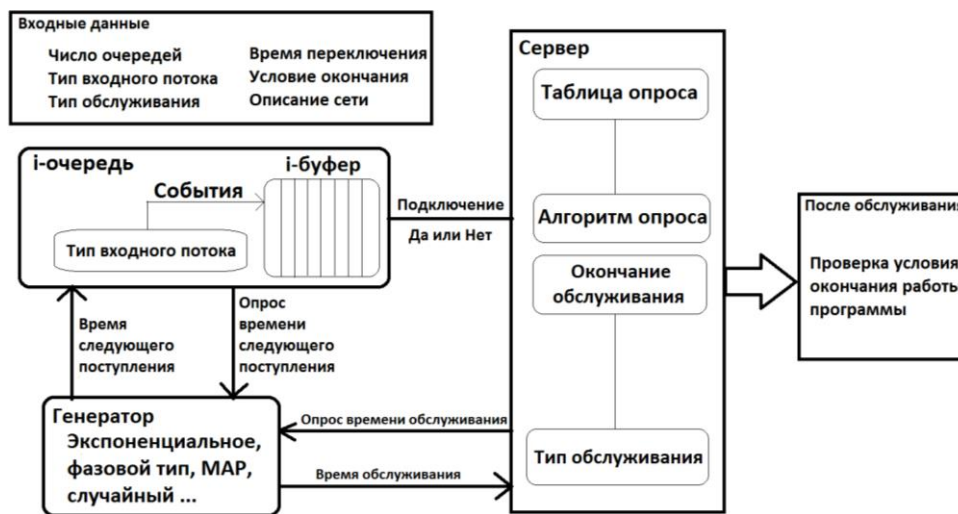 Входные данные
Число очередей
Тип входного потока
Тип обслуживания
Время переключения
Условие окончания
Описание сети
i-очередь
i-буфер
События
Тип входного потока
Подключение
Да или Нет
Сервер
Таблица опроса
Алгоритм опроса
Окончание
обслуживания
Тип обслуживания
После обслуживания
Проверка условия
окончания работы
программы
Время
следующего
поступления
Опрос
времени
следующего
поступления
Генератор
Экспоненциальное,
фазовой тип, MAP,
случайный ...
Опрос времени обслуживания
Время обслуживания